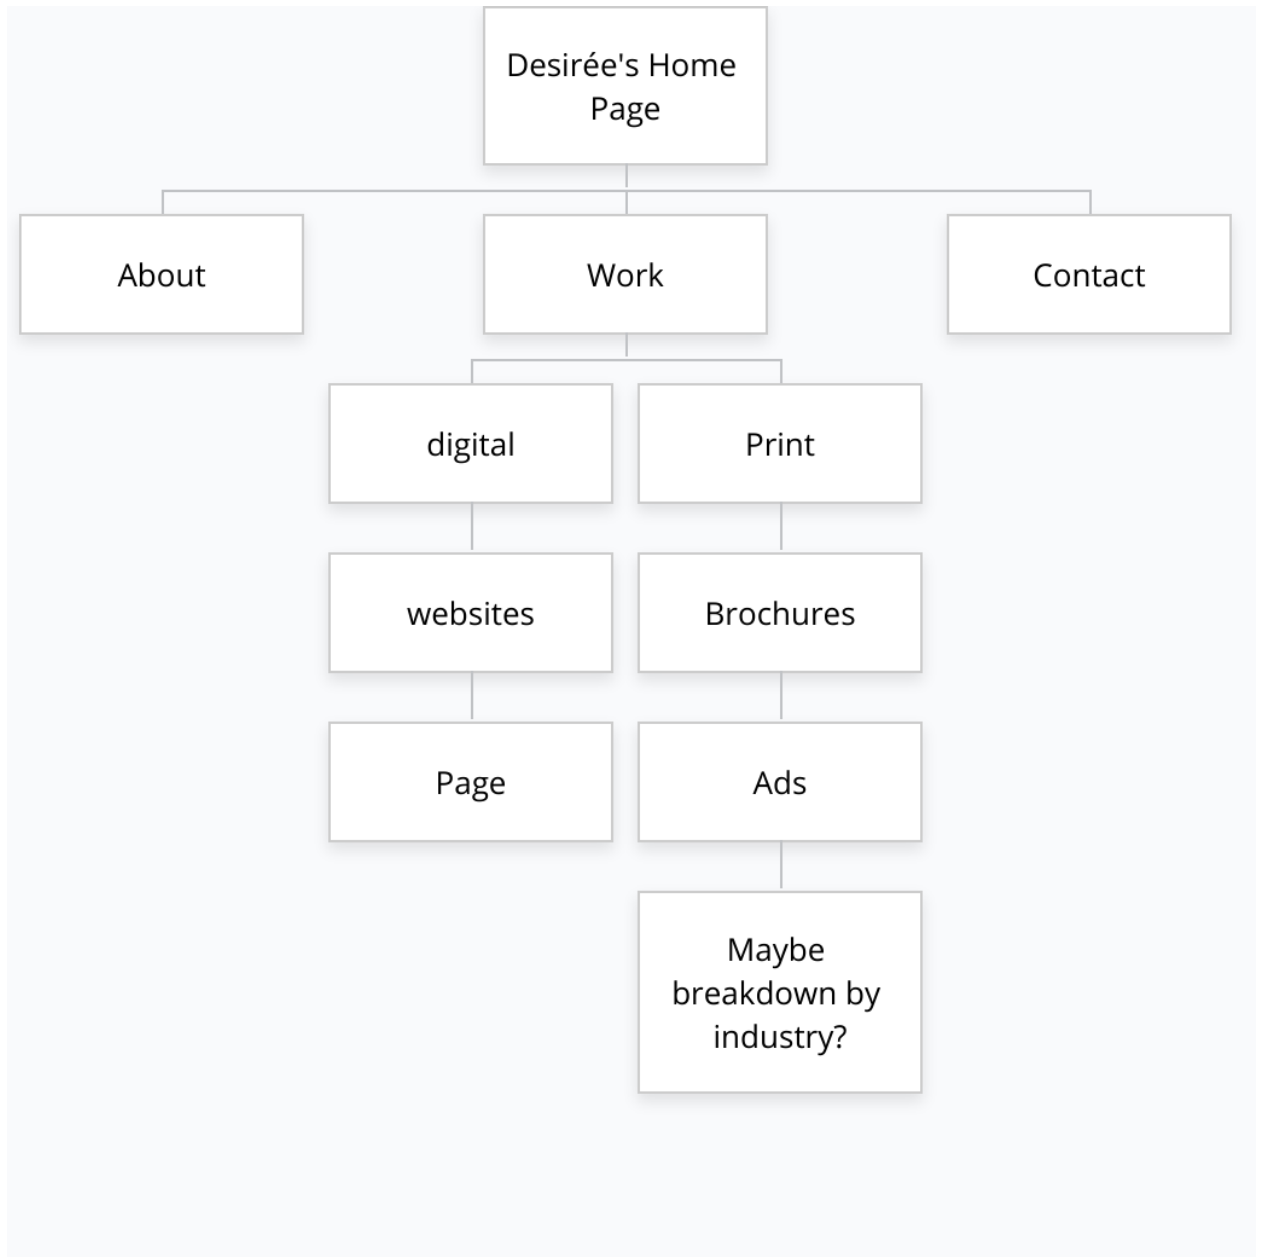 Desirée's Home
Page
About
Work
Contact
digital
Print
websites
Brochures
Page
Ads
Maybe
breakdown by
industry?